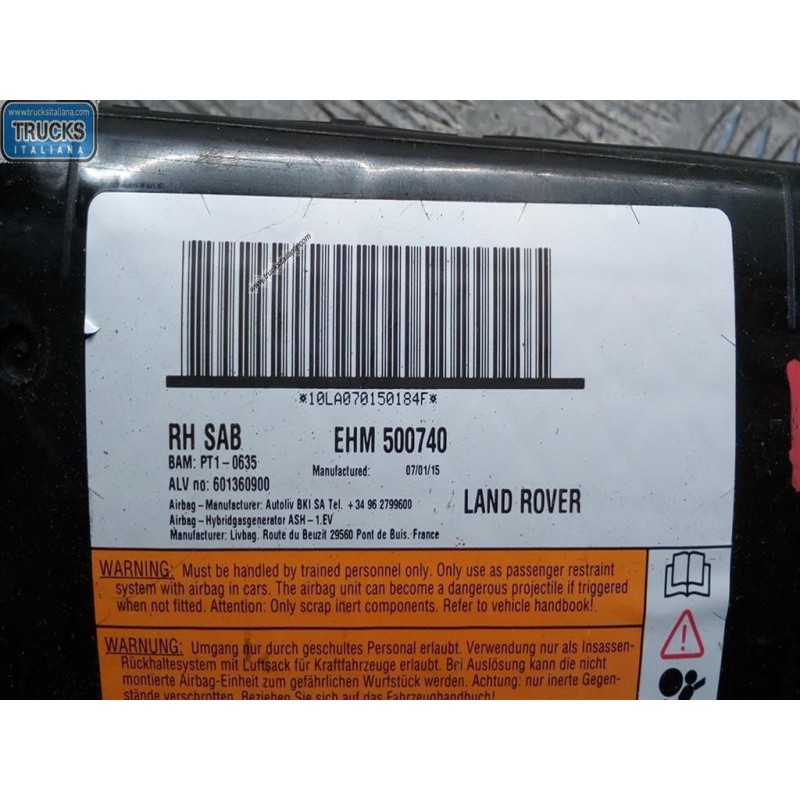 www.trucksitaliana.com
TRUCKS
ITALIANA
www.trucksitaliana.com
*10LA070150184F*
RH SAB EHM 500740
BAM: PT1-0635 Manufactured: 07/01/15
ALV no: 601360900
Airbag - Manufacturer: Autoliv BKI SA Tel. +34 96 2799600 LAND ROVER
Airbag - Hybridgasgenerator ASH - 1.EV
Manufacturer: Livbag. Route du Beuzit 29560 Pont de Buis. France
WARNING: Must be handled by trained personnel only. Only use as passenger restraint
system with airbag in cars. The airbag unit can become a dangerous projectile if triggered
when not fitted. Attention: Only scrap inert components. Refer to vehicle handbook!
WARNUNG: Umgang nur durch geschultes Personal erlaubt. Verwendung nur als Insassen-
Rückhaltesystem mit Luftsack für Kraftfahrzeuge erlaubt. Bei Auslösung kann die nicht
montierte Airbag-Einheit zum gefährlichen Wurfstück werden. Achtung: nur inerte Gegen-
stände verschrotten. Beziehen Sie sich auf das Fahrzeughandbuch!